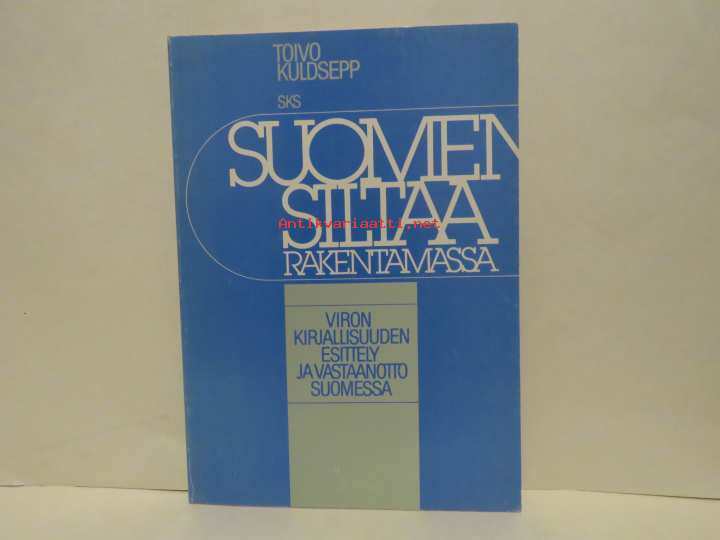 TOIVO
KULDSEPP
SKS
SUOMEN
SILTAA
Antikvariaatti.net
RAKENTAMASSA
VIRON
KIRJALLISUUDEN
ESITTELY
JA VASTAANOTTO
SUOMESSA